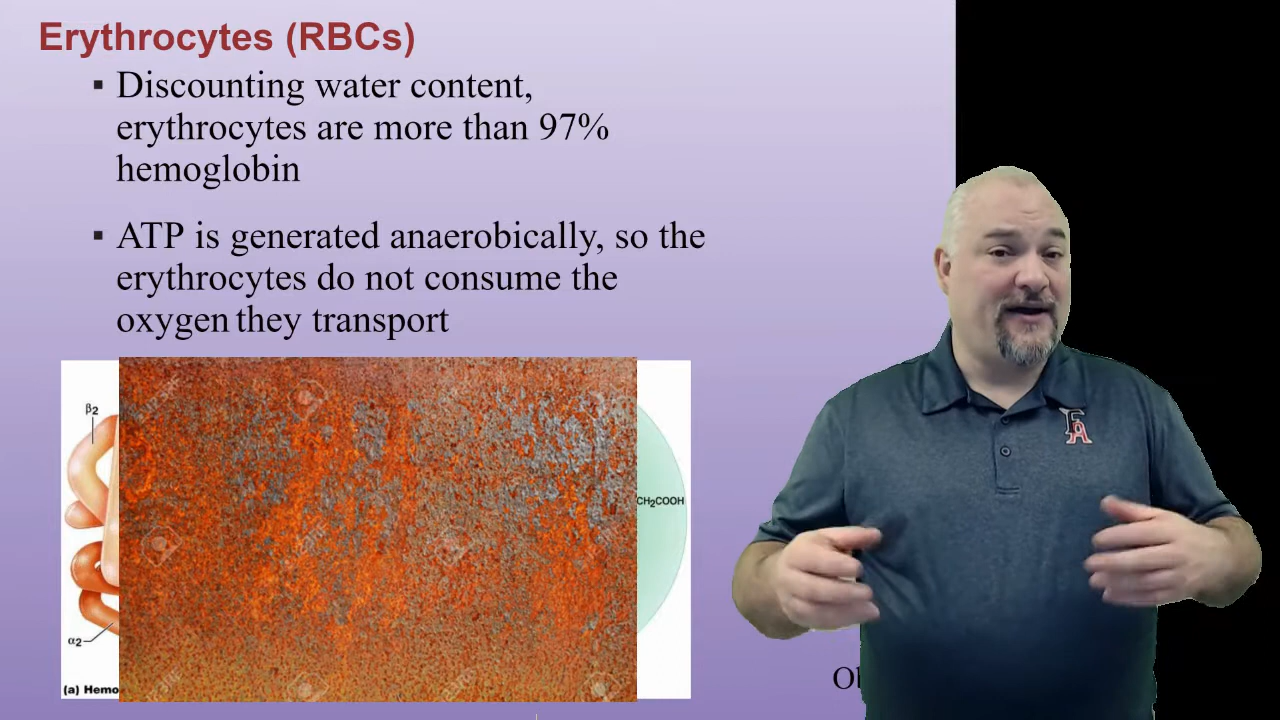 Erythrocytes (RBCs)
▪ Discounting water content,
erythrocytes are more than 97%
hemoglobin
▪ ATP is generated anaerobically, so the
erythrocytes do not consume the
oxygen they transport
β2
CH2COOH
α2
(a) Hemo
FA